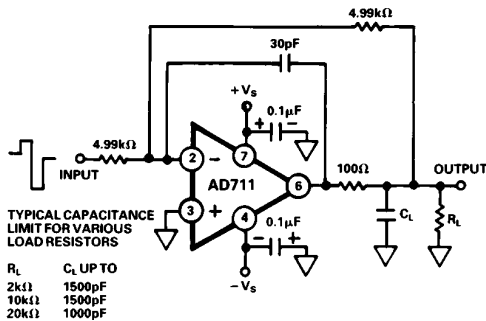 4.99kΩ
30pF
+VS
0.1µF
+ −
4.99kΩ
2 −
7
INPUT
AD711
6
100Ω
OUTPUT
3 +
4
CL
RL
0.1µF
− +
−VS
TYPICAL CAPACITANCE
LIMIT FOR VARIOUS
LOAD RESISTORS
RL CL UP TO
2kΩ 1500pF
10kΩ 1500pF
20kΩ 1000pF